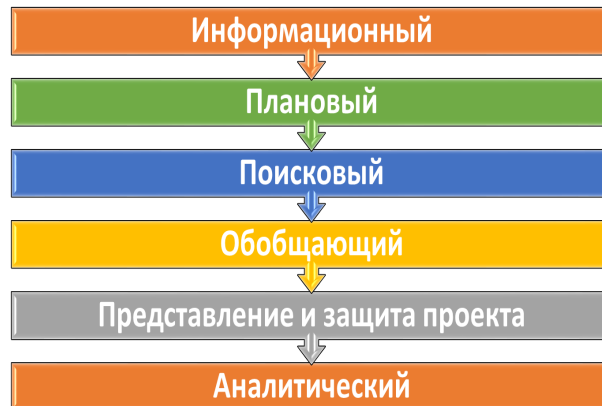 Информационный
Плановый
Поисковый
Обобщающий
Представление и защита проекта
Аналитический